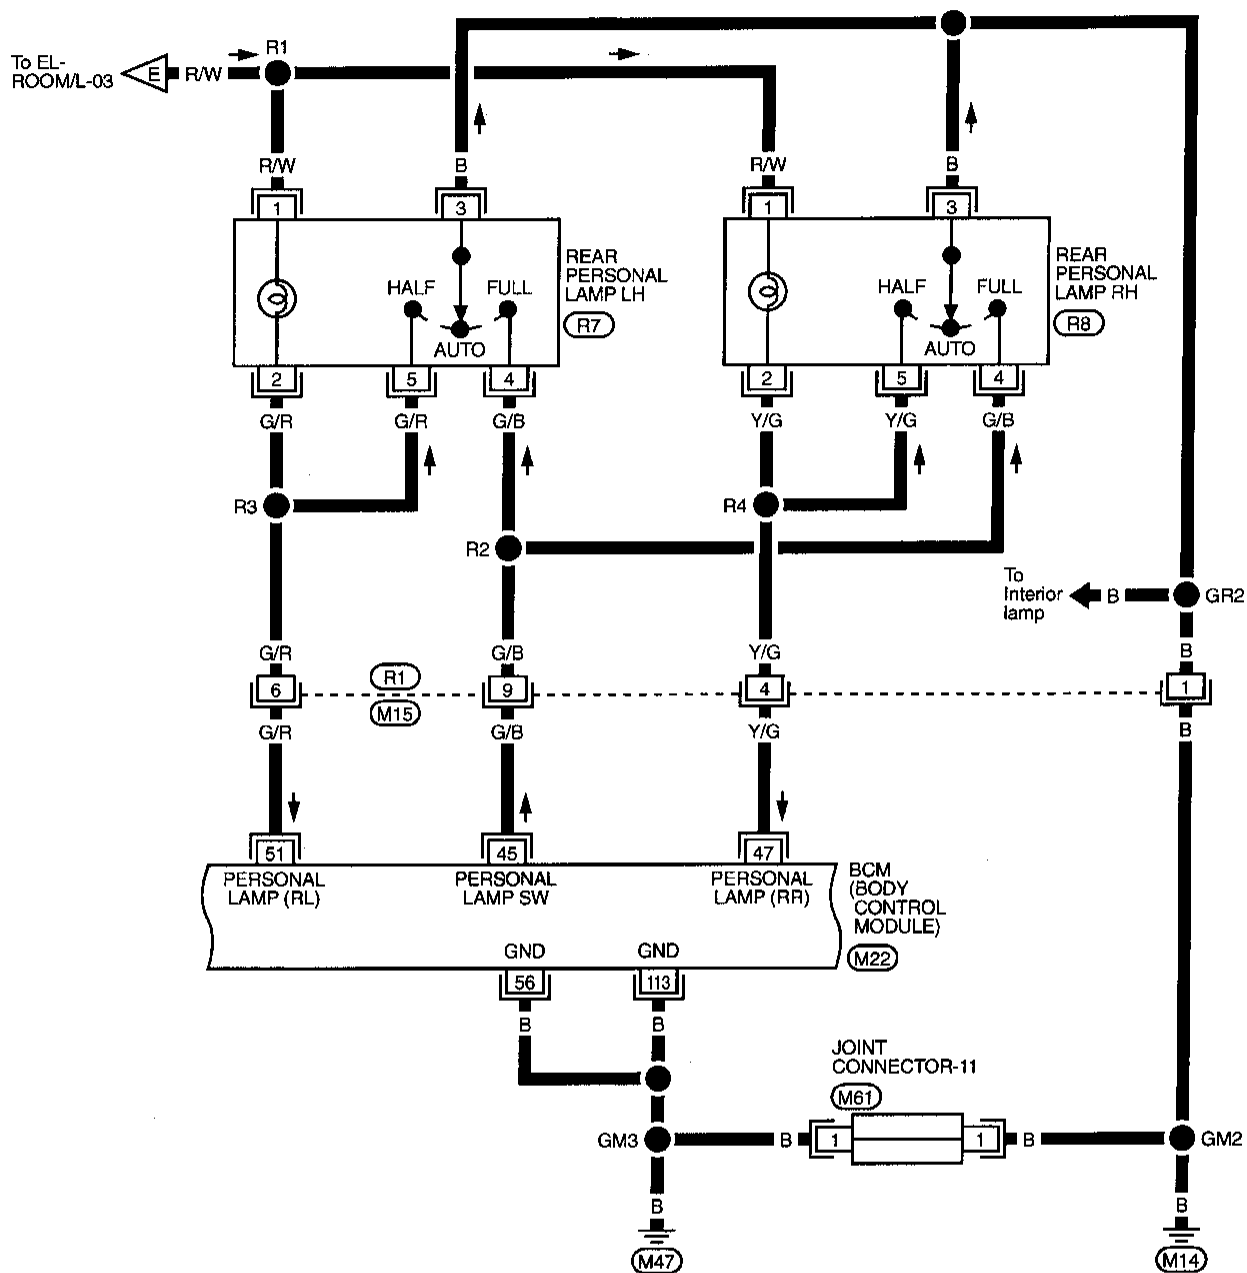 R1
To EL-
ROOM/L-03
E
R/W
R/W
B
R/W
B
1
3
1
3
REAR
PERSONAL
LAMP LH
R7
HALF
FULL
AUTO
REAR
PERSONAL
LAMP RH
R8
HALF
FULL
AUTO
2
5
4
2
5
4
G/R
G/R
G/B
Y/G
Y/G
G/B
R3
R4
R2
To
Interior
lamp
B
GR2
G/R
G/B
Y/G
B
6
R1
M15
9
4
1
G/R
G/B
Y/G
B
51
45
47
PERSONAL
LAMP (RL)
PERSONAL
LAMP SW
PERSONAL
LAMP (RR)
BCM
(BODY
CONTROL
MODULE)
M22
GND
GND
56
113
B
B
JOINT
CONNECTOR-11
M61
GM3
B
1
1
B
GM2
B
B
M47
M14